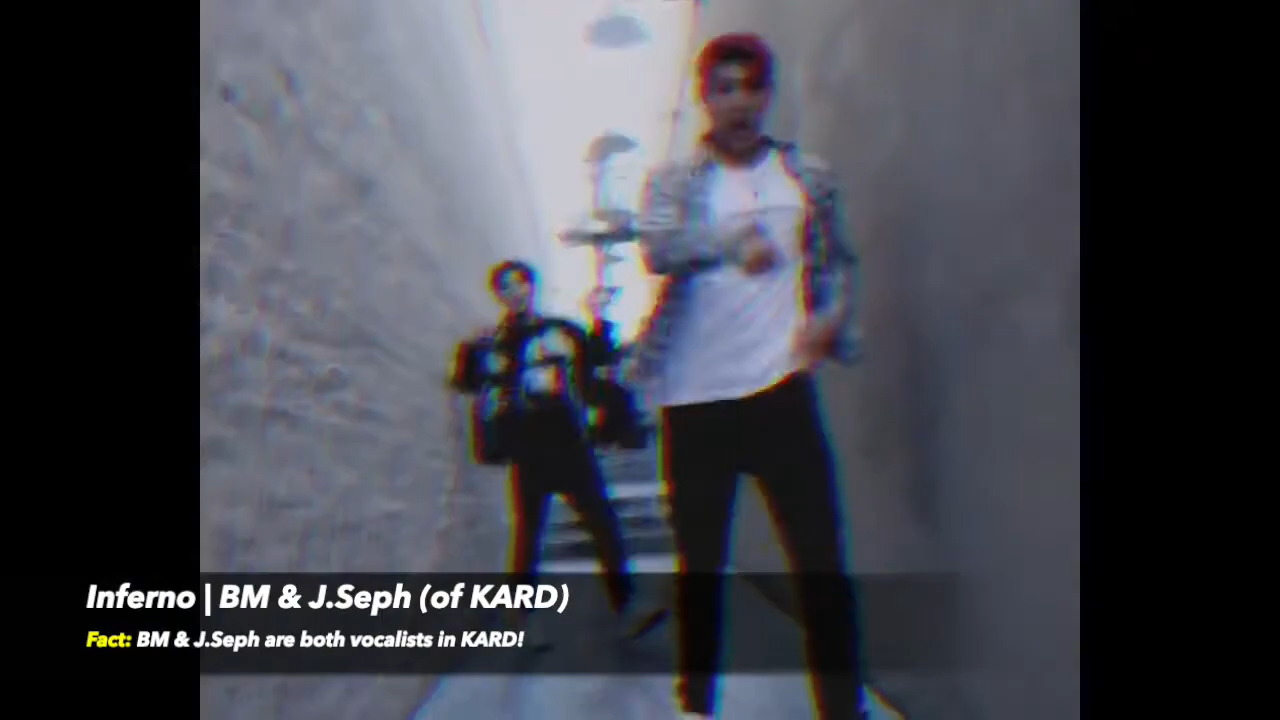 Inferno | BM & J.Seph (of KARD)
Fact: BM & J.Seph are both vocalists in KARD!